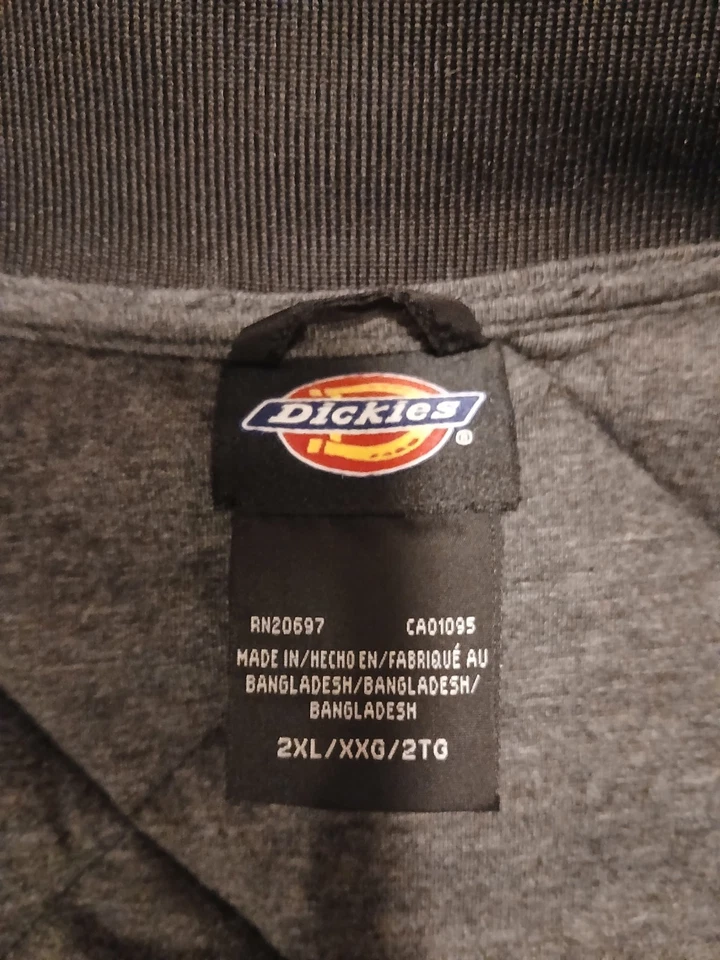 Dickies
®
RN20697 CA01095
MADE IN/HECHO EN/FABRIQUÉ AU
BANGLADESH/BANGLADESH/
BANGLADESH
2XL/XXG/2TG